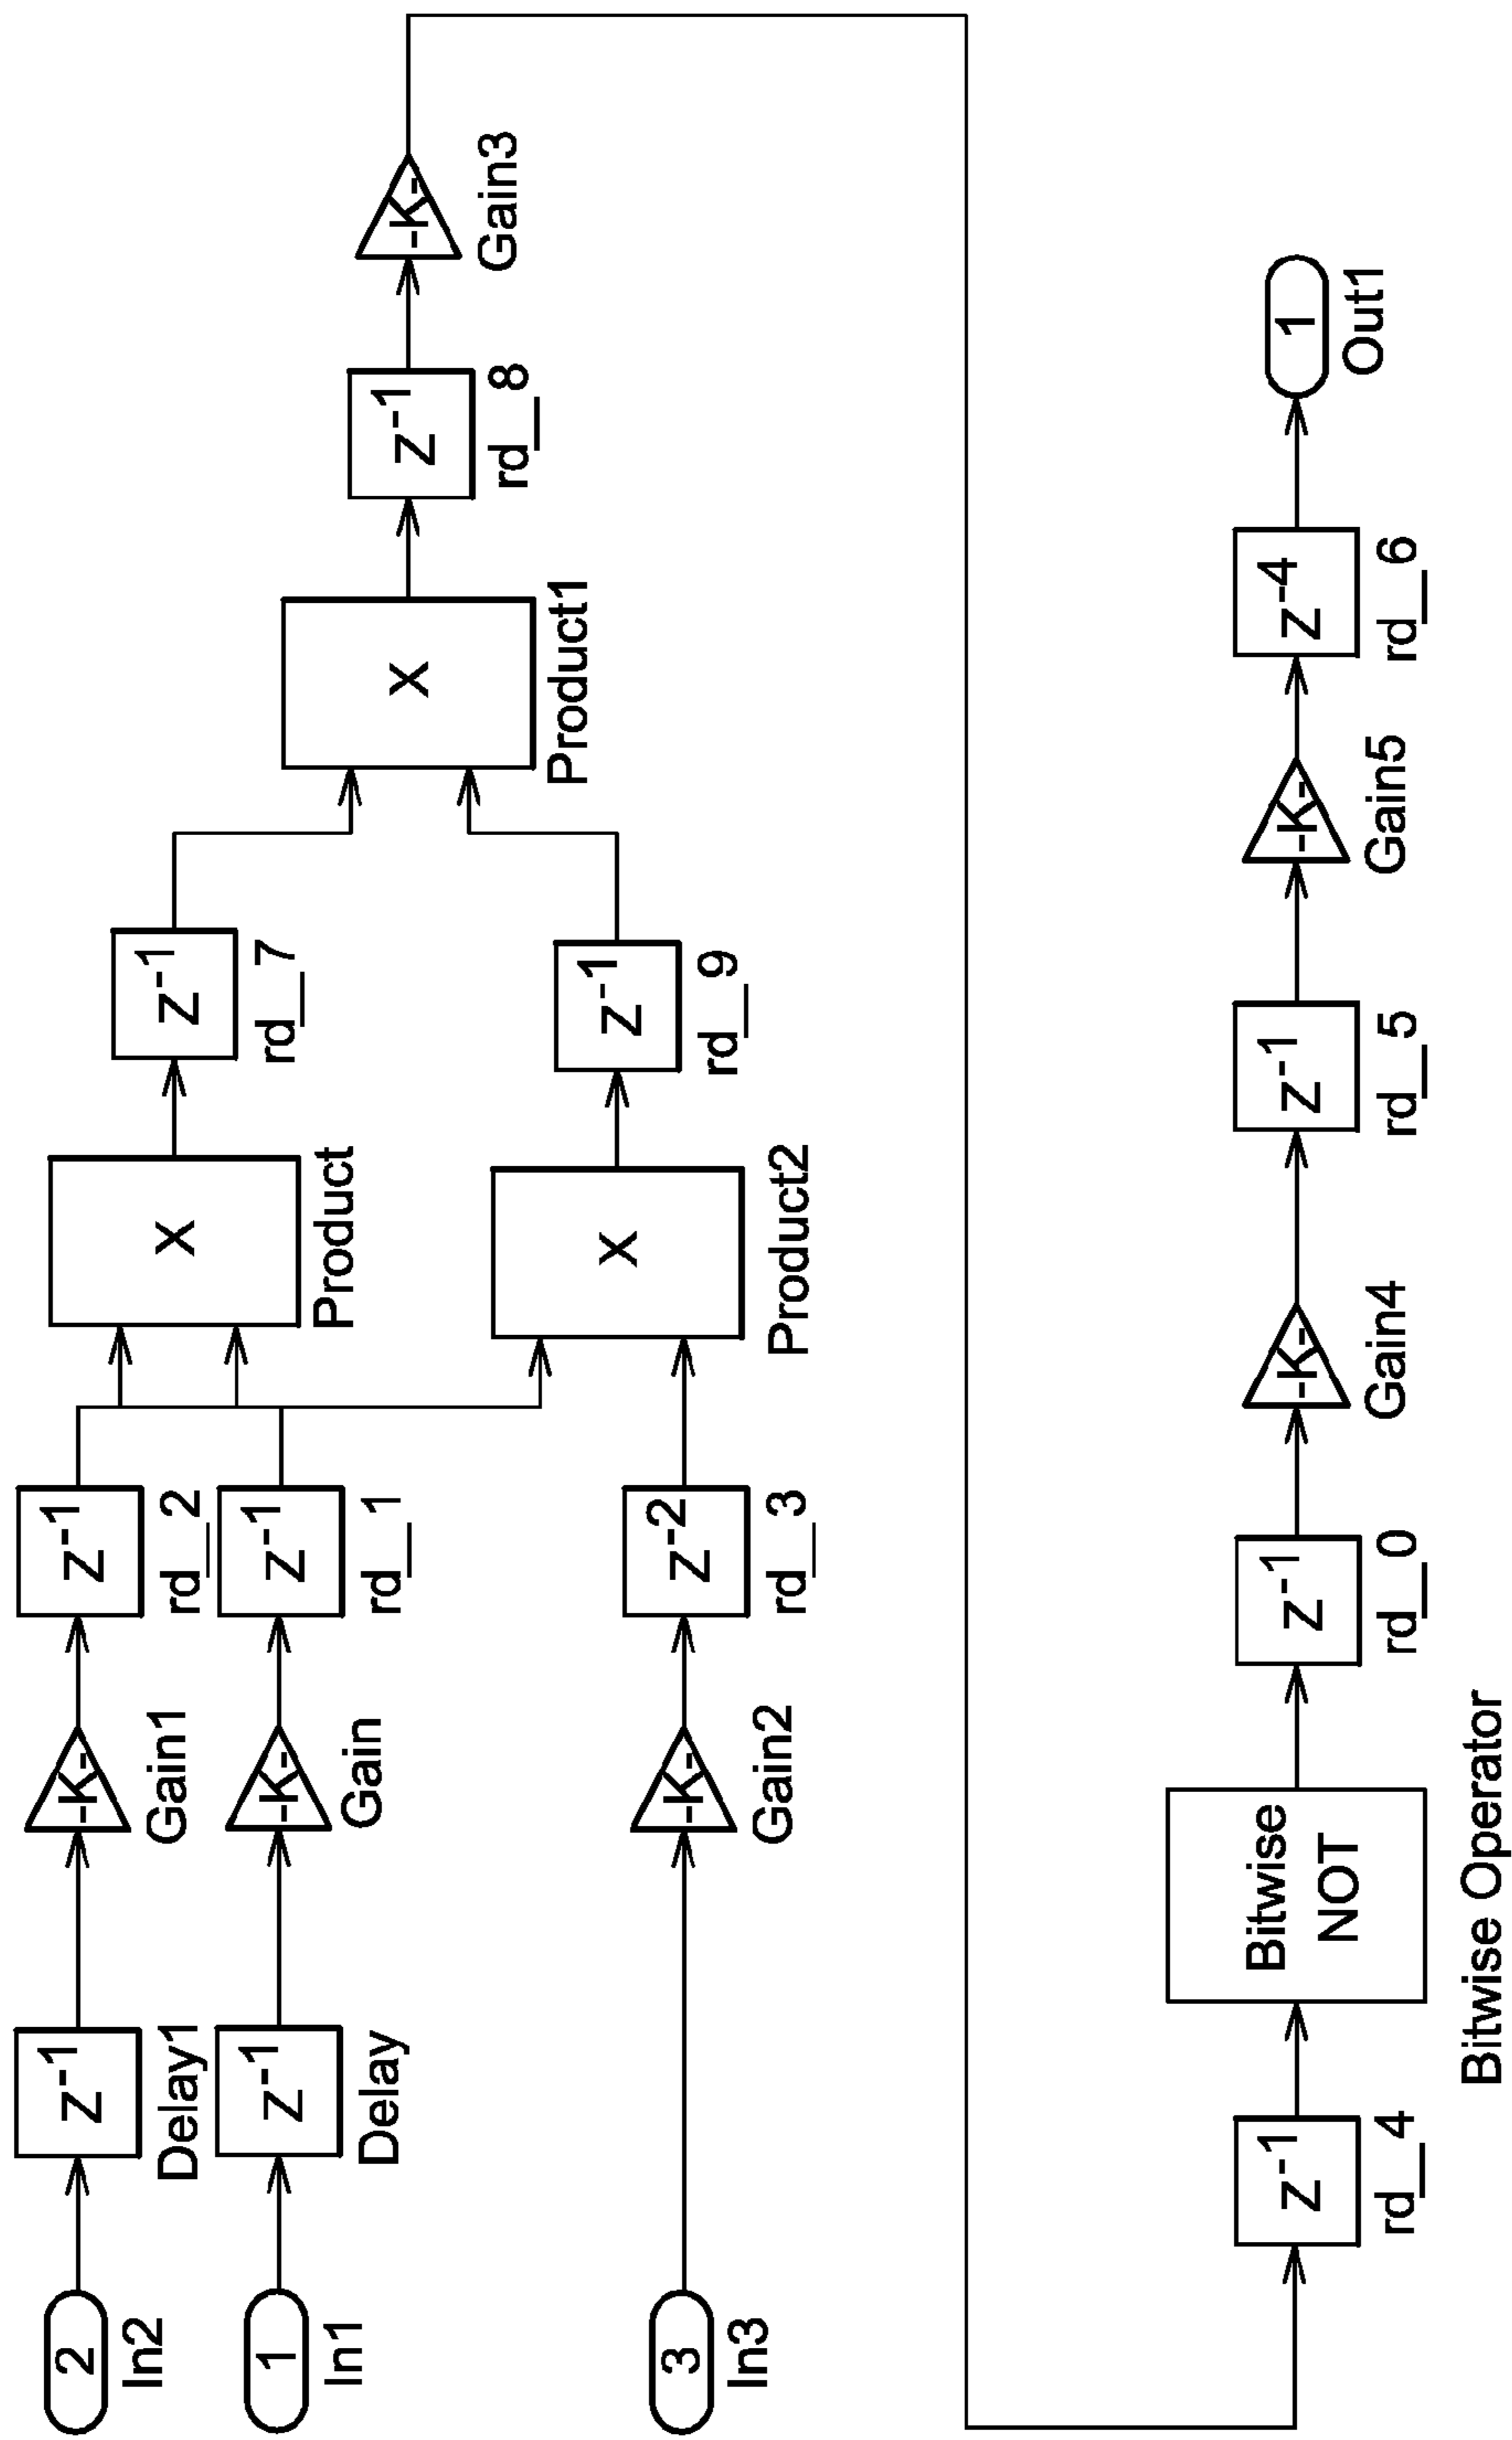 2
In2
z-1
Delay1
-K-
Gain1
z-1
rd_2
1
In1
z-1
Delay
-K-
Gain
z-1
rd_1
3
In3
-K-
Gain2
z-2
rd_3
x
Product
x
Product2
z-1
rd_7
z-1
rd_9
x
Product1
z-1
rd_8
-K-
Gain3
z-1
rd_4
Bitwise
NOT
Bitwise Operator
z-1
rd_0
-K-
Gain4
z-1
rd_5
-K-
Gain5
z-4
rd_6
1
Out1